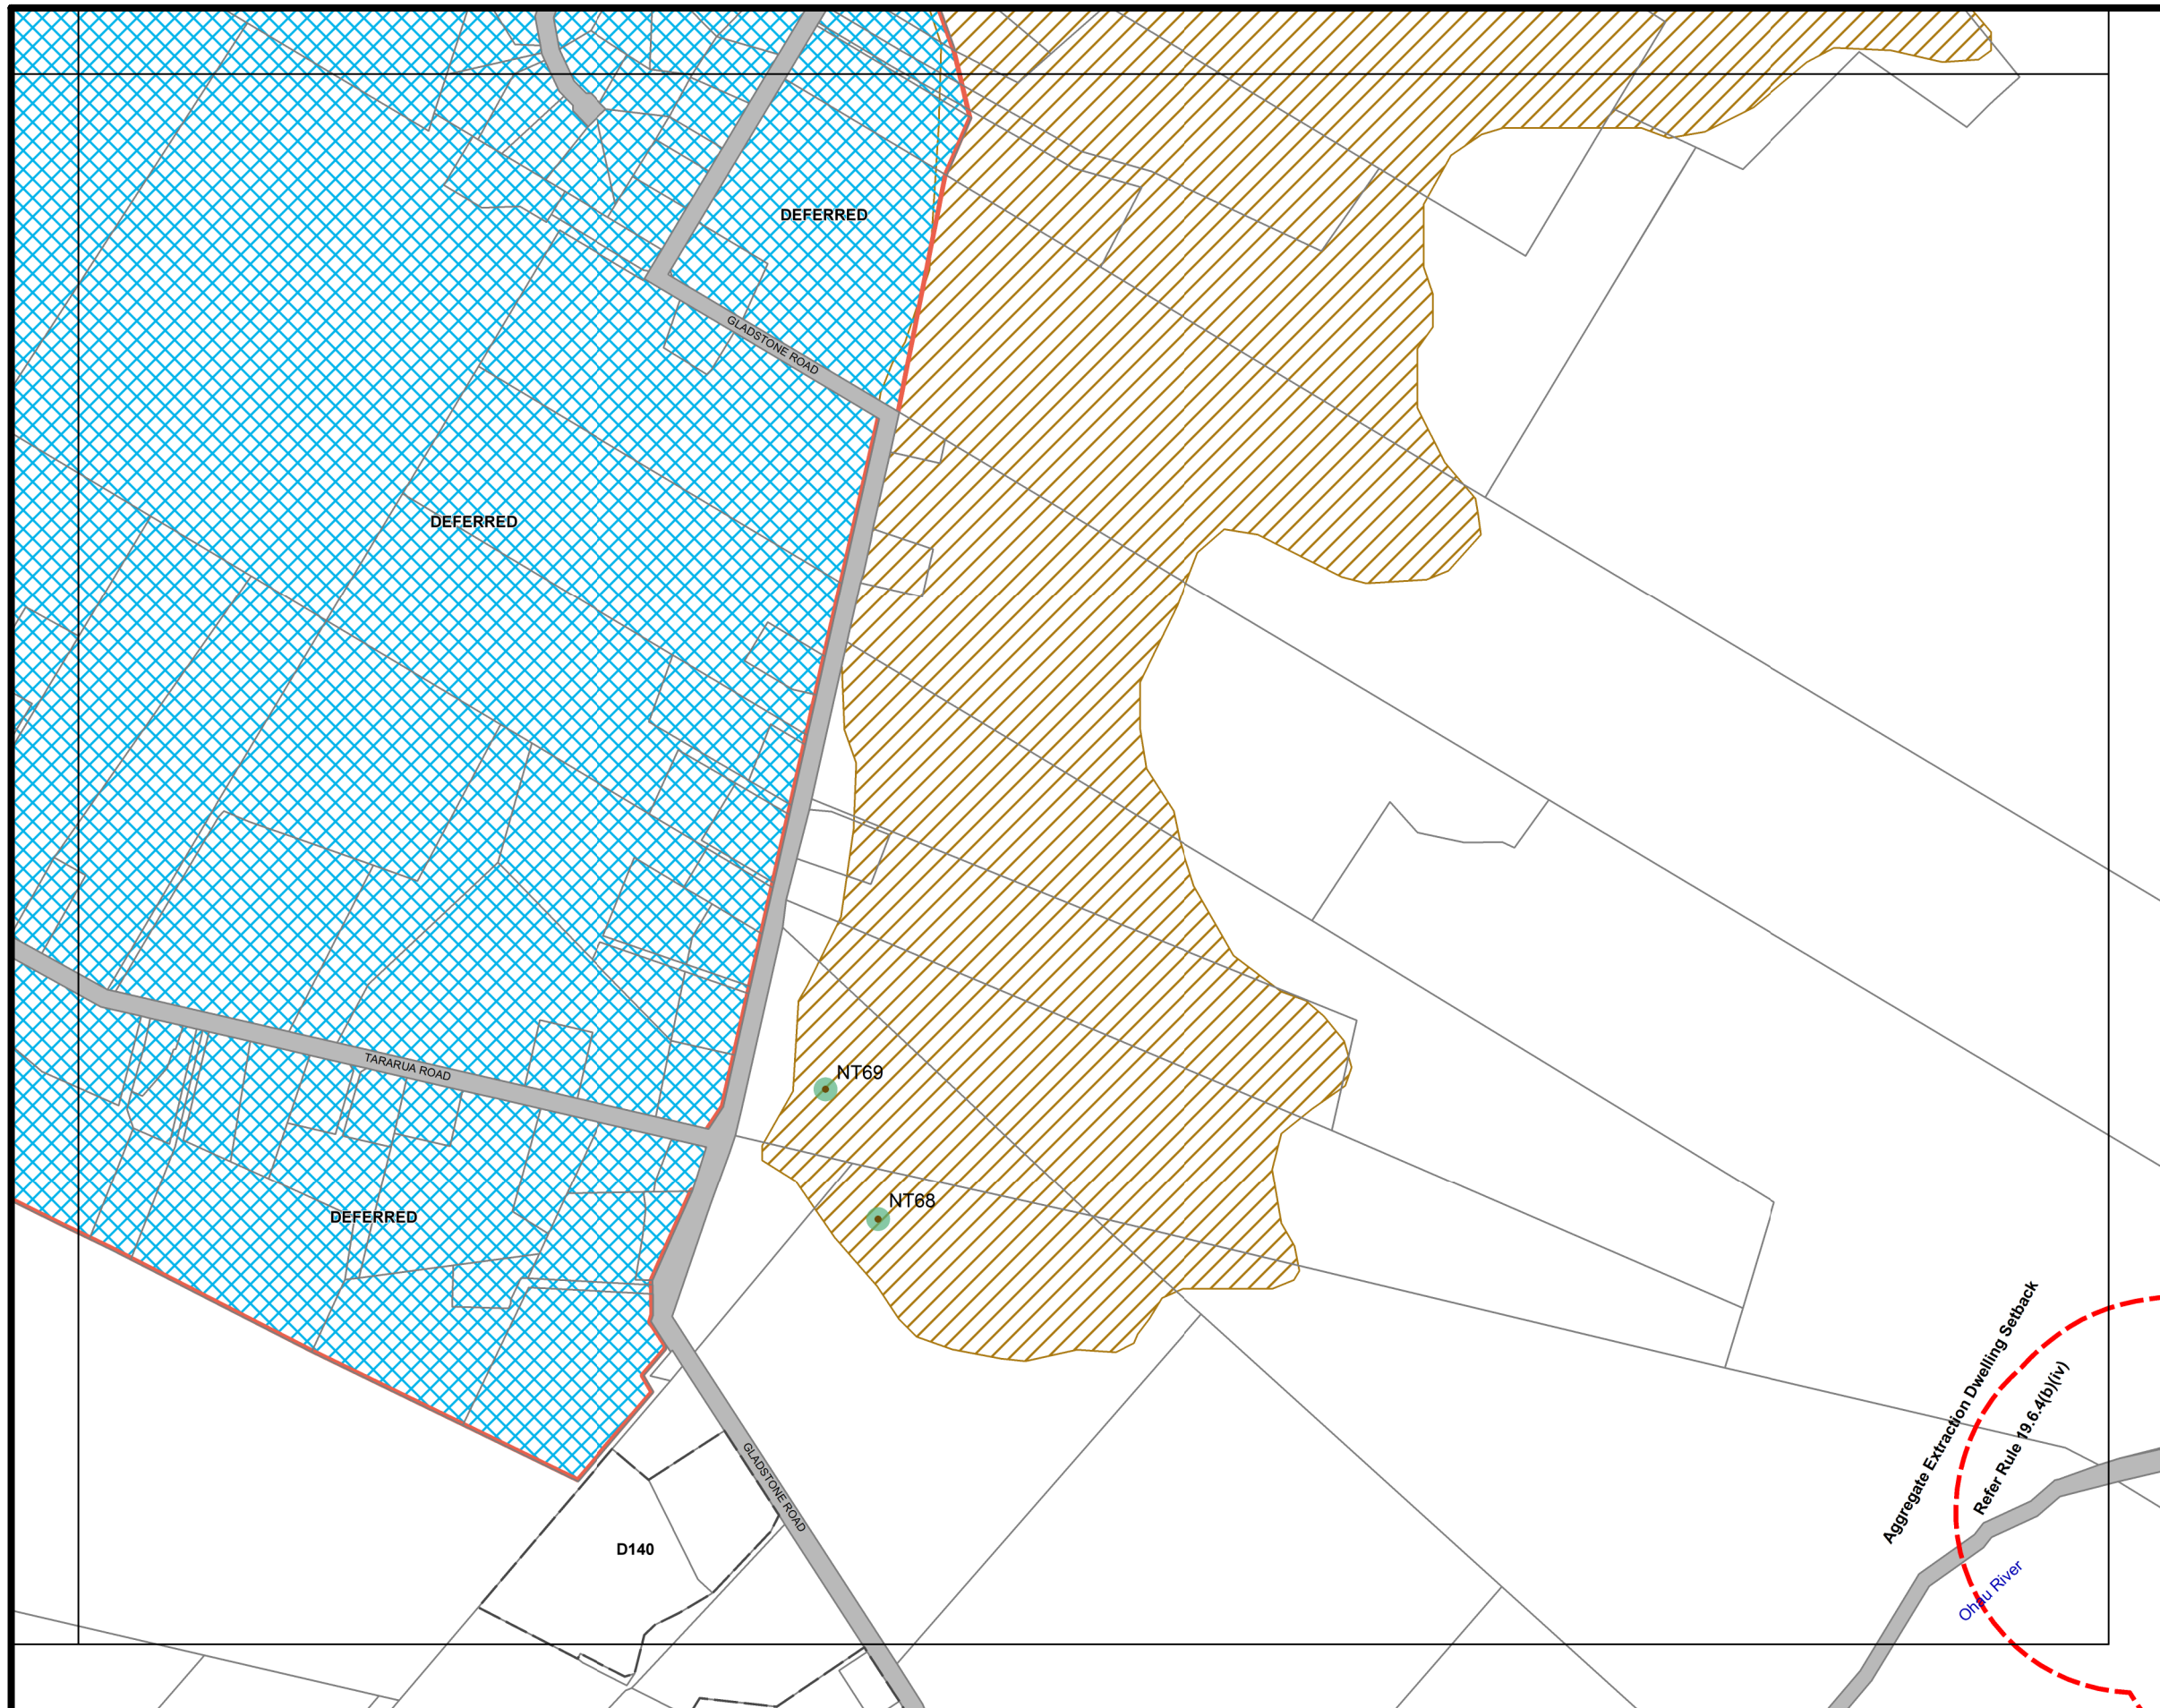 DEFERRED
GLADSTONE ROAD
DEFERRED
TARARUA ROAD
NT69
NT68
DEFERRED
Aggregate Extraction Dwelling Setback
Refer Rule 19.6.4(b)(iv)
GLADSTONE ROAD
D140
Ohau River